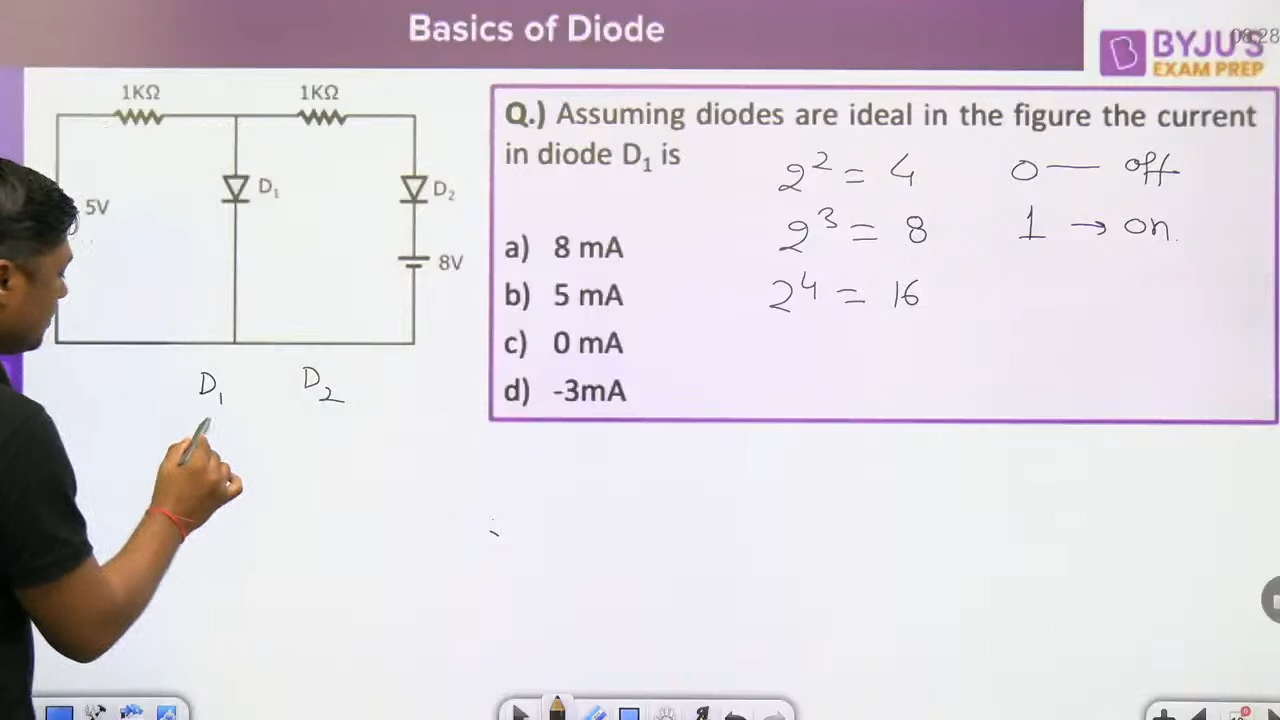 Basics of Diode
BYJU'S
EXAM PREP
06:28
1KΩ
1KΩ
5V
D₁
D₂
8V
Q.) Assuming diodes are ideal in the figure the current
in diode D₁ is
a) 8 mA
b) 5 mA
c) 0 mA
d) -3mA
2² = 4
2³ = 8
2⁴ = 16
0 — off
1 → on.
D₁
D₂